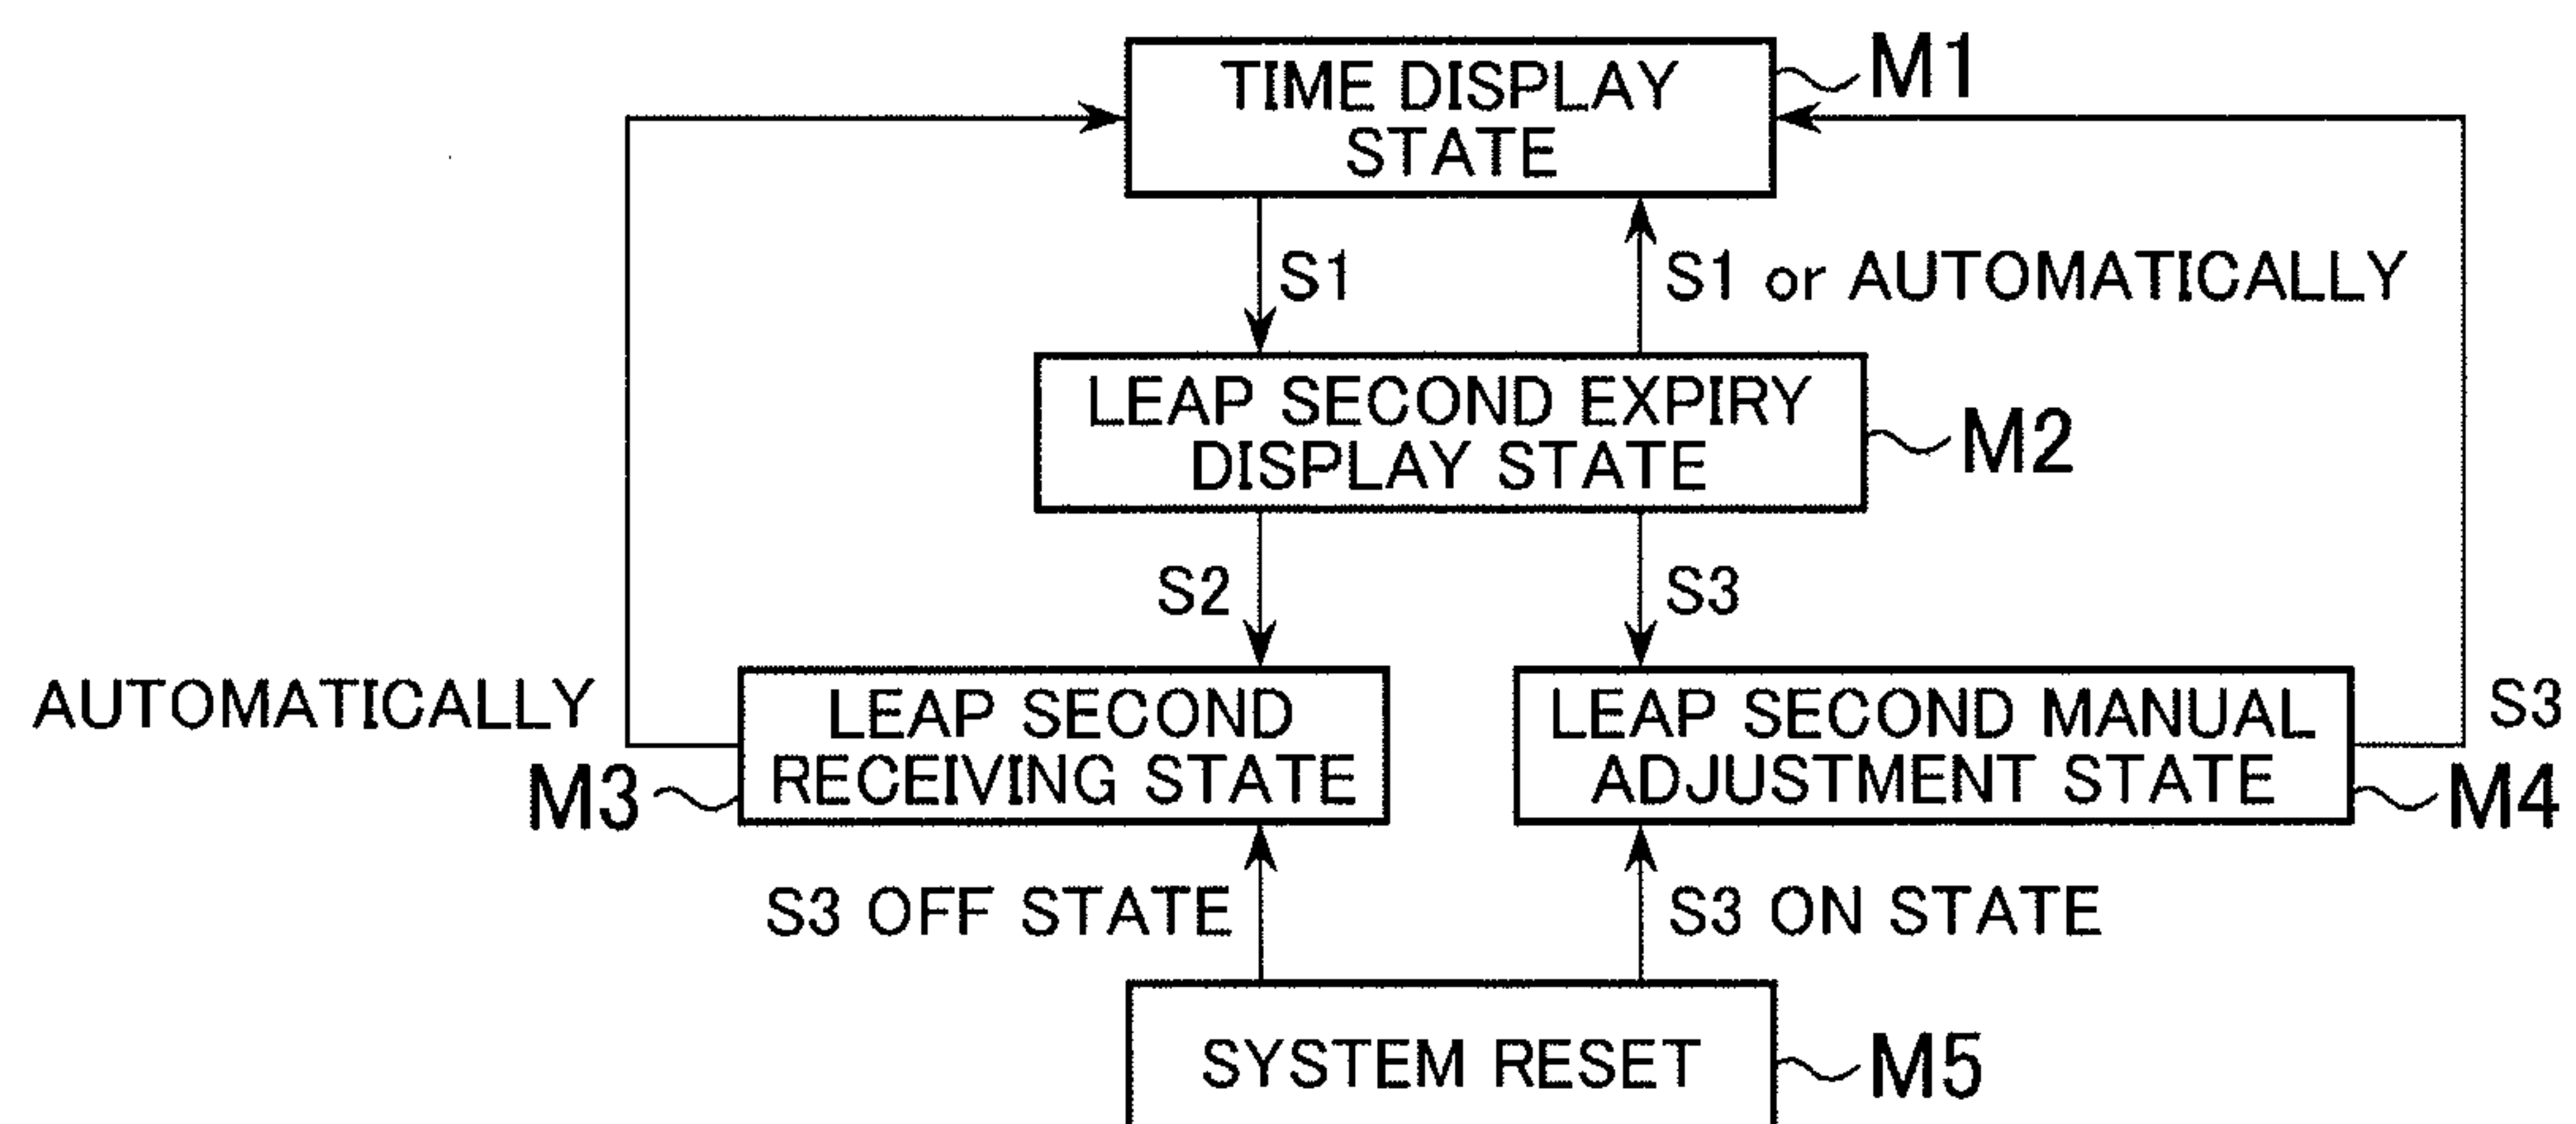 TIME DISPLAY
STATE
M1
S1
S1 or AUTOMATICALLY
LEAP SECOND EXPIRY
DISPLAY STATE
M2
S2
S3
AUTOMATICALLY
LEAP SECOND
RECEIVING STATE
M3
LEAP SECOND MANUAL
ADJUSTMENT STATE
S3
M4
S3 OFF STATE
S3 ON STATE
SYSTEM RESET
M5